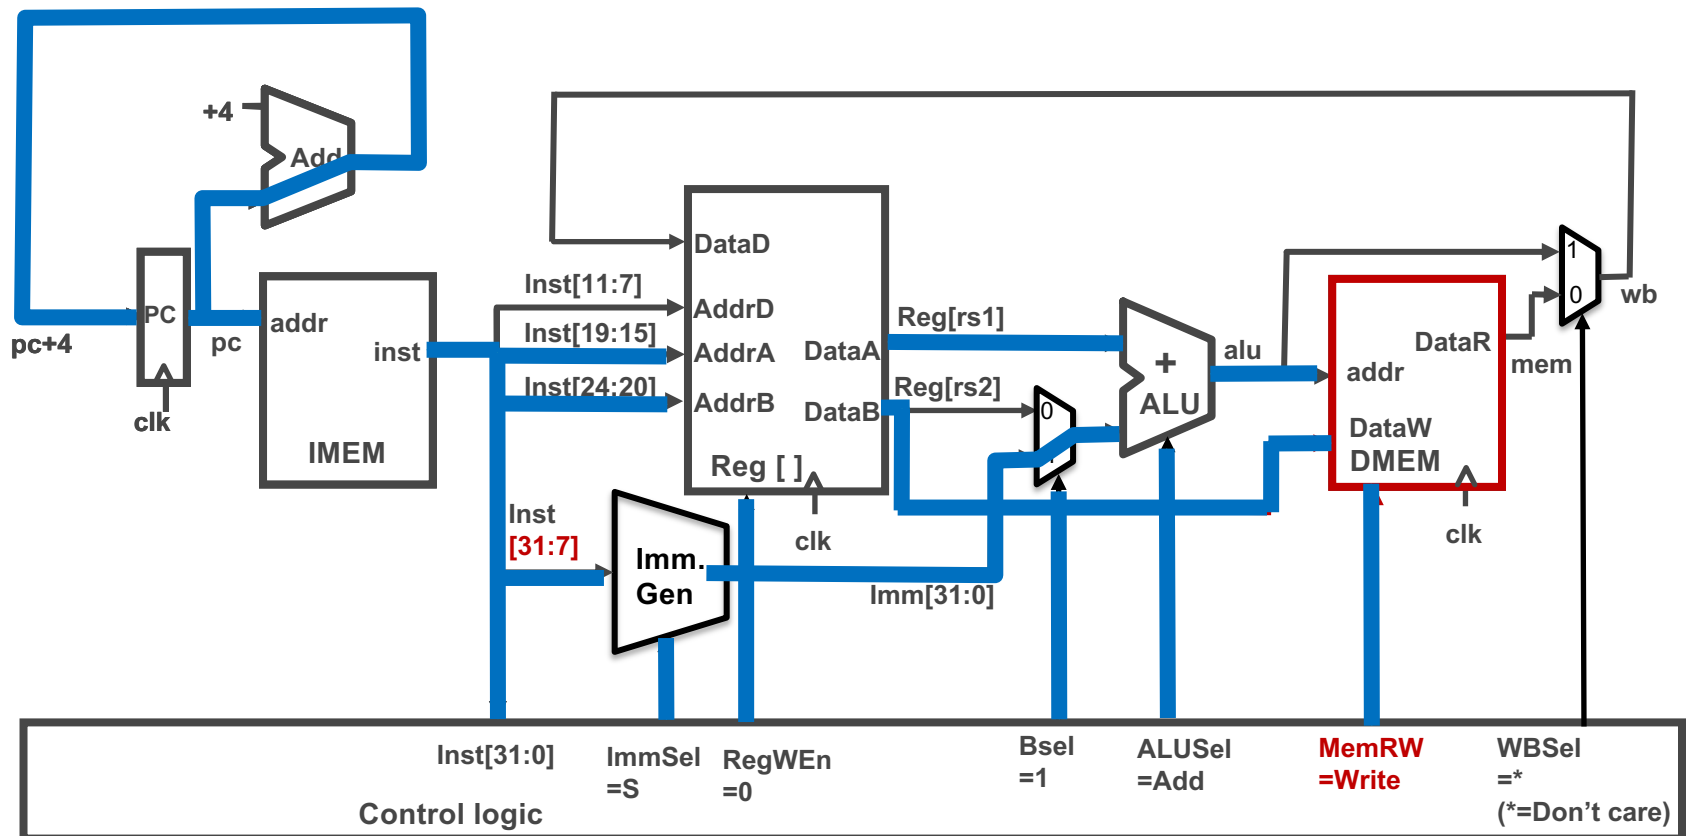 +4
Add
PC
pc+4
pc
clk
addr
inst
IMEM
Inst[11:7]
Inst[19:15]
Inst[24:20]
Inst
[31:7]
DataD
AddrD
AddrA
AddrB
DataA
DataB
Reg [ ]
clk
Imm.
Gen
Imm[31:0]
Reg[rs1]
Reg[rs2]
0
+
ALU
alu
addr
DataW
DMEM
DataR
mem
clk
1
0
wb
Inst[31:0]
ImmSel
=S
RegWEn
=0
Bsel
=1
ALUSel
=Add
MemRW
=Write
WBSel
=*
(*=Don't care)
Control logic